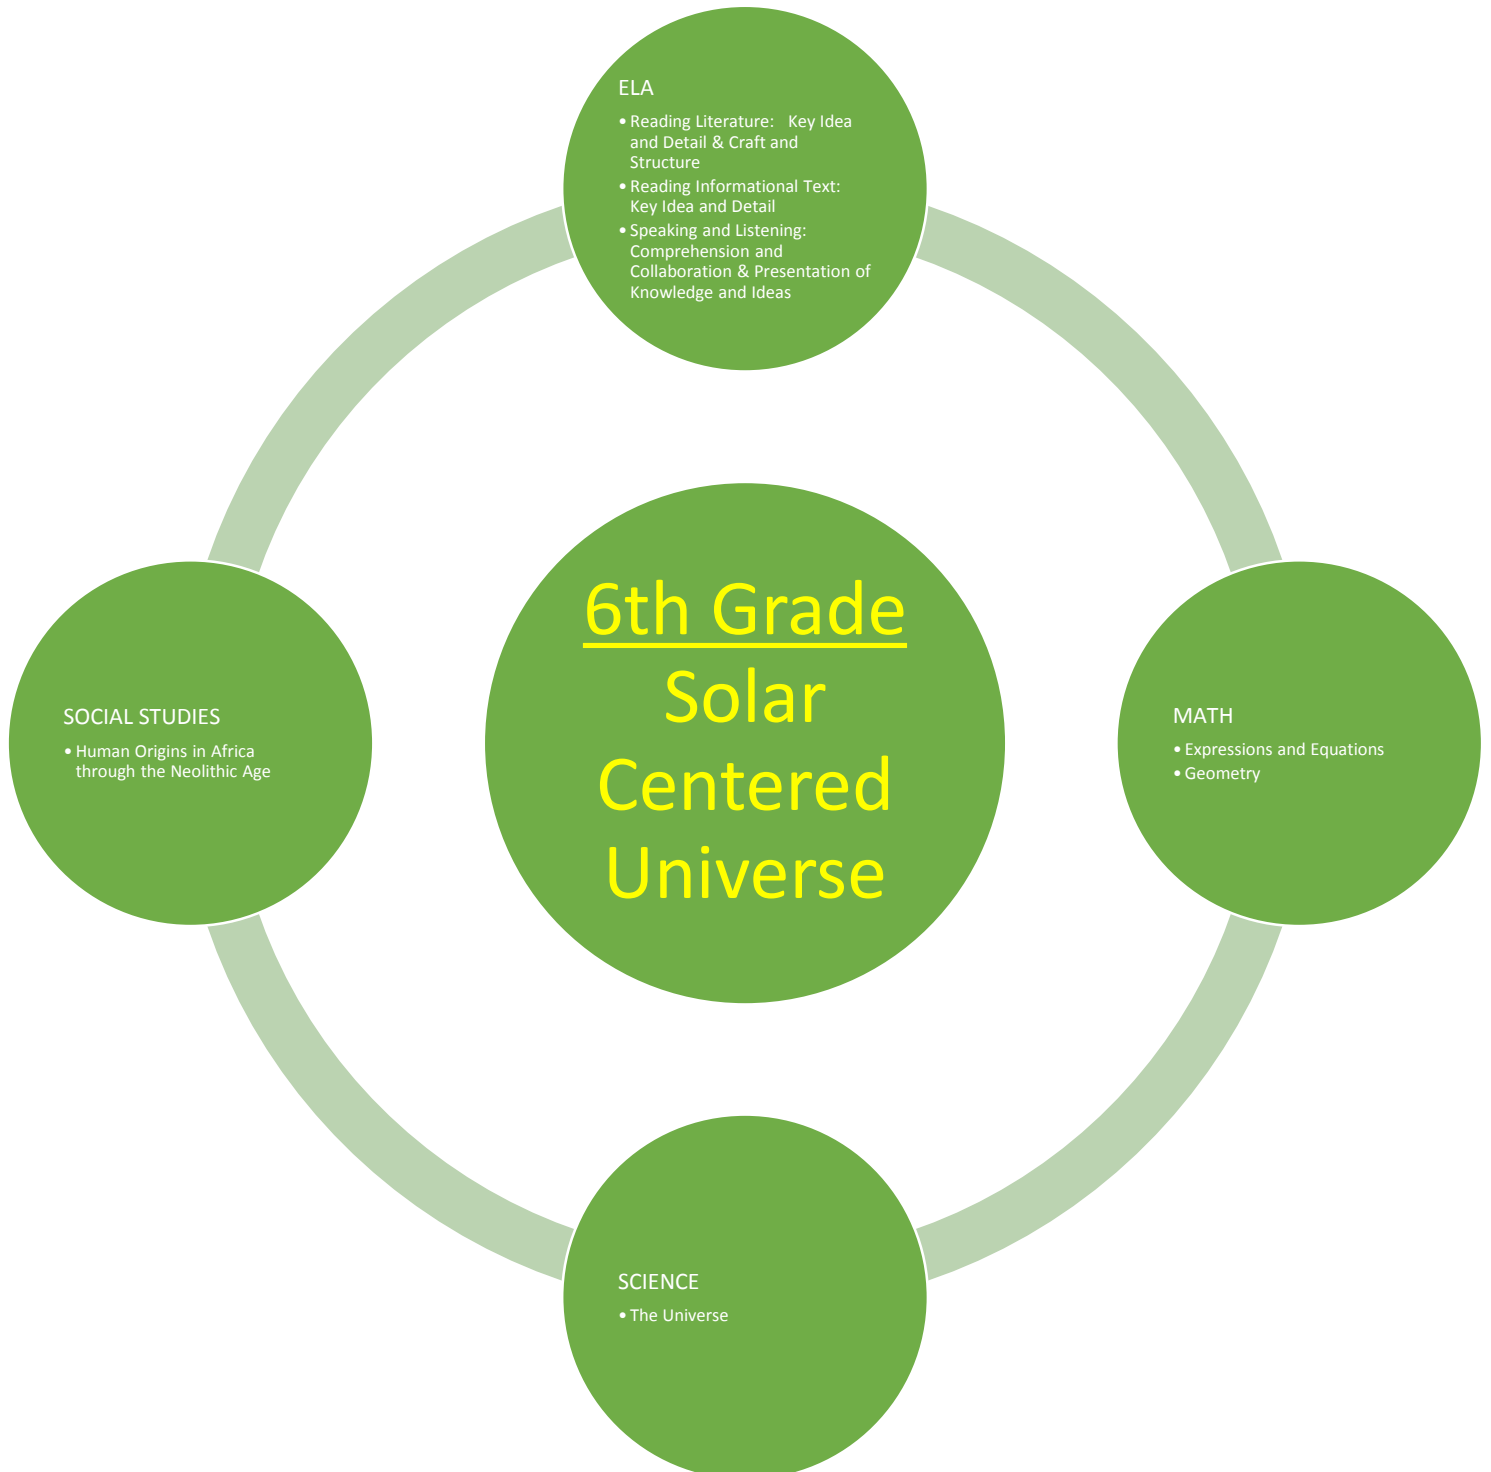 ELA
• Reading Literature:   Key Idea
and Detail & Craft and
Structure
• Reading Informational Text:
Key Idea and Detail
• Speaking and Listening:
Comprehension and
Collaboration & Presentation of
Knowledge and Ideas
6th Grade
Solar
Centered
Universe
SOCIAL STUDIES
• Human Origins in Africa
through the Neolithic Age
MATH
• Expressions and Equations
• Geometry
SCIENCE
• The Universe